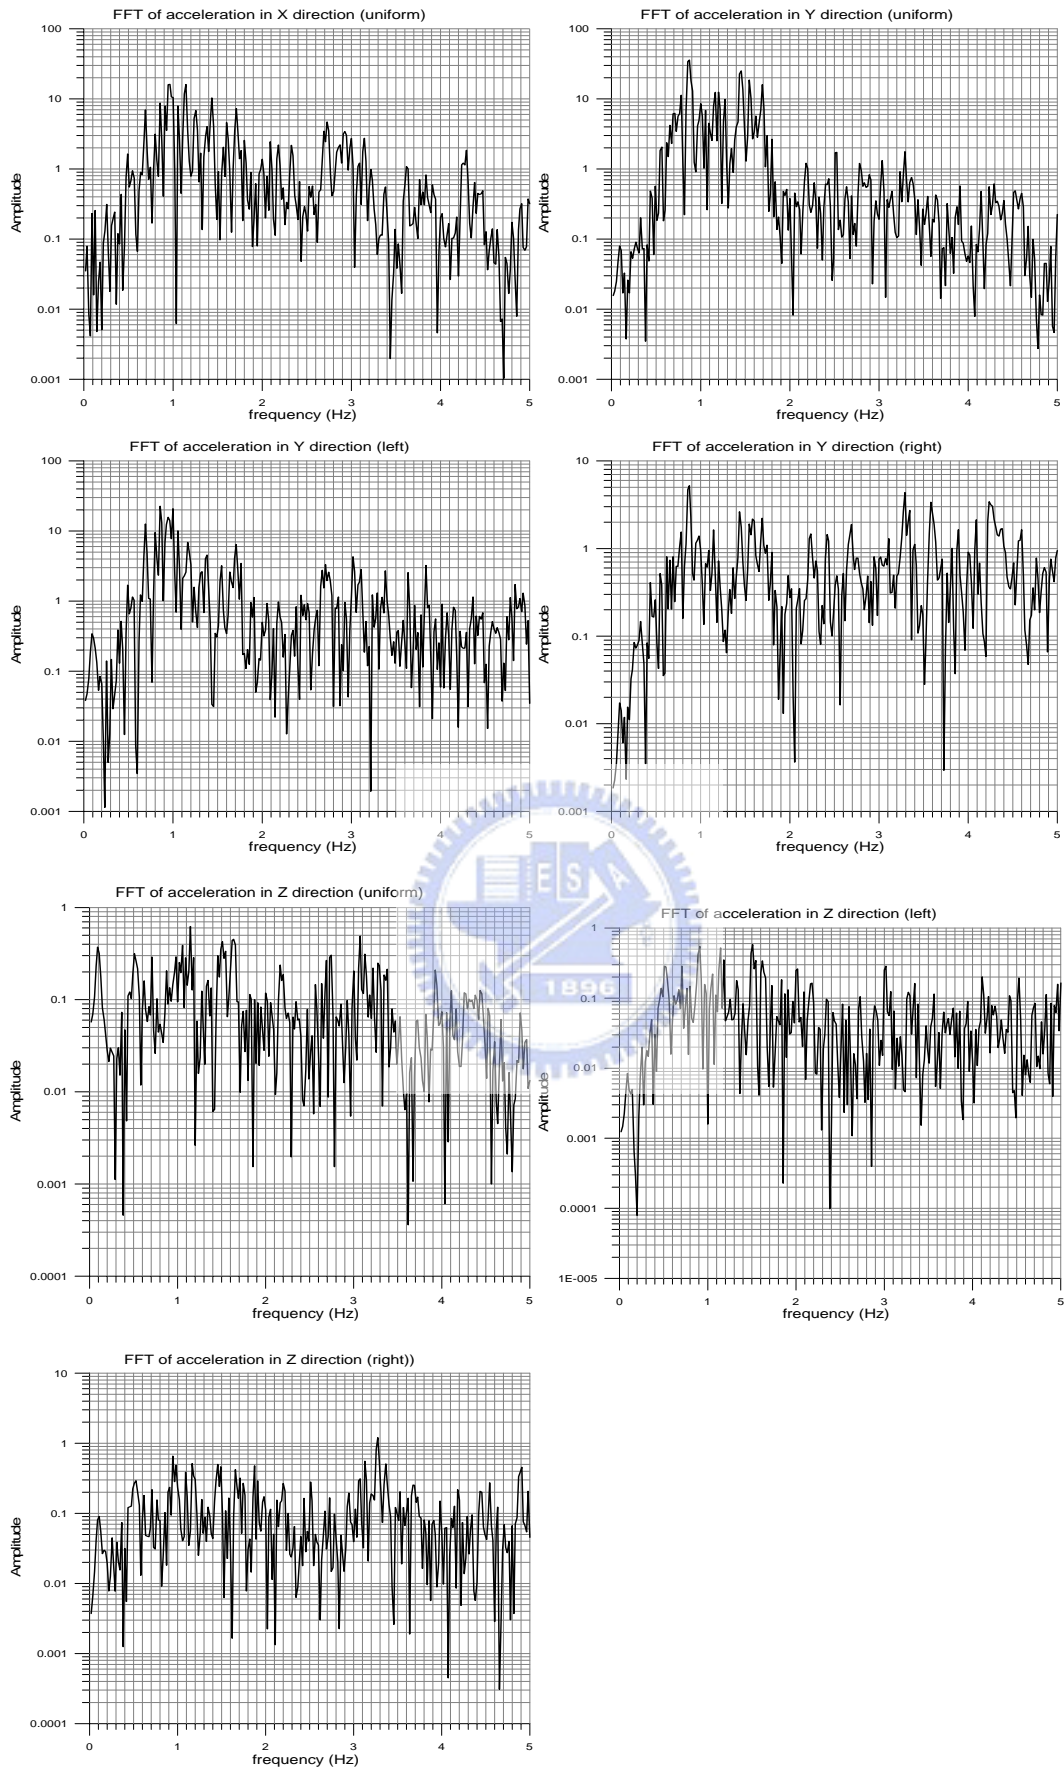 FFT of acceleration in X direction (uniform)
100
10
1
0.1
0.01
0.001
Amplitude
0 1 2 3 4 5
frequency (Hz)
FFT of acceleration in Y direction (uniform)
100
10
1
0.1
0.01
0.001
Amplitude
0 1 2 3 4 5
frequency (Hz)
FFT of acceleration in Y direction (left)
100
10
1
0.1
0.01
0.001
Amplitude
0 1 2 3 4 5
frequency (Hz)
FFT of acceleration in Y direction (right)
10
1
0.1
0.01
0.001
Amplitude
0 1 2 3 4 5
frequency (Hz)
FFT of acceleration in Z direction (uniform)
1
0.1
0.01
0.001
0.0001
Amplitude
0 1 2 3 4 5
frequency (Hz)
FFT of acceleration in Z direction (left)
1
0.1
0.01
0.001
0.0001
1E-005
Amplitude
0 1 2 3 4 5
frequency (Hz)
E S A
1896
FFT of acceleration in Z direction (right))
10
1
0.1
0.01
0.001
0.0001
Amplitude
0 1 2 3 4 5
frequency (Hz)